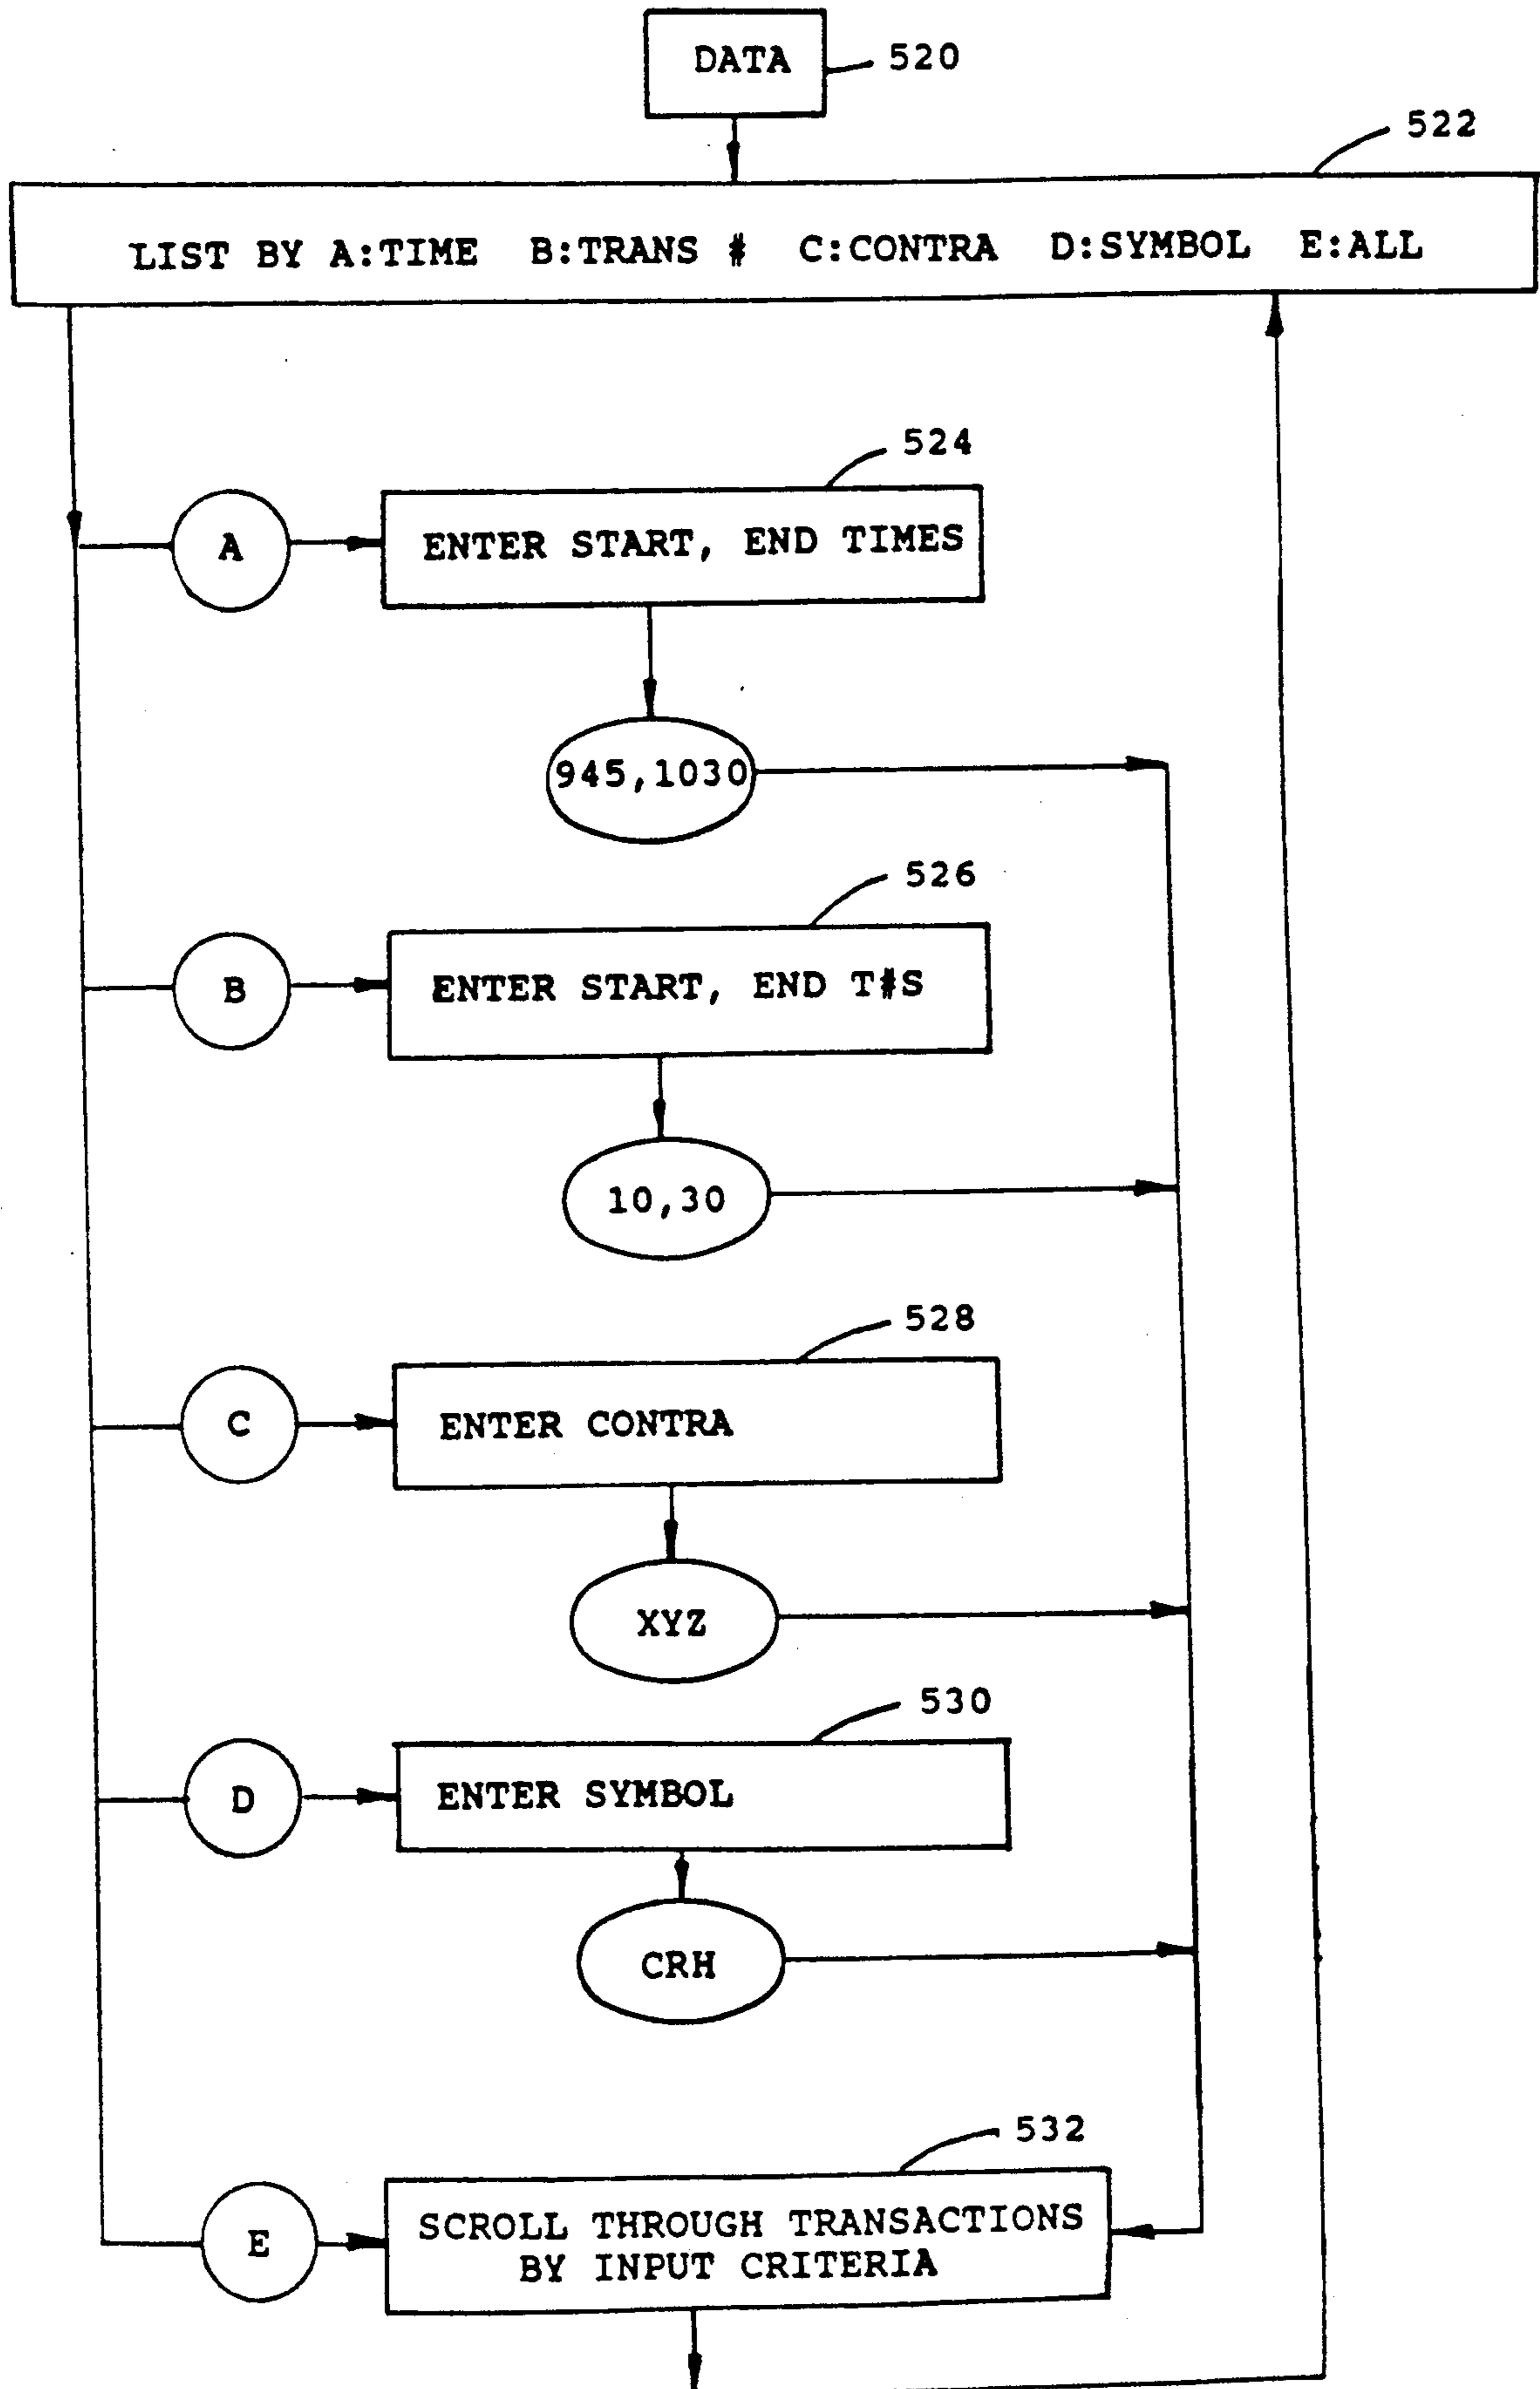 DATA
520
522
LIST BY A:TIME B:TRANS # C:CONTRA D:SYMBOL E:ALL
524
A
ENTER START, END TIMES
945,1030
526
B
ENTER START, END T#S
10,30
528
C
ENTER CONTRA
XYZ
530
D
ENTER SYMBOL
CRH
532
E
SCROLL THROUGH TRANSACTIONS
BY INPUT CRITERIA